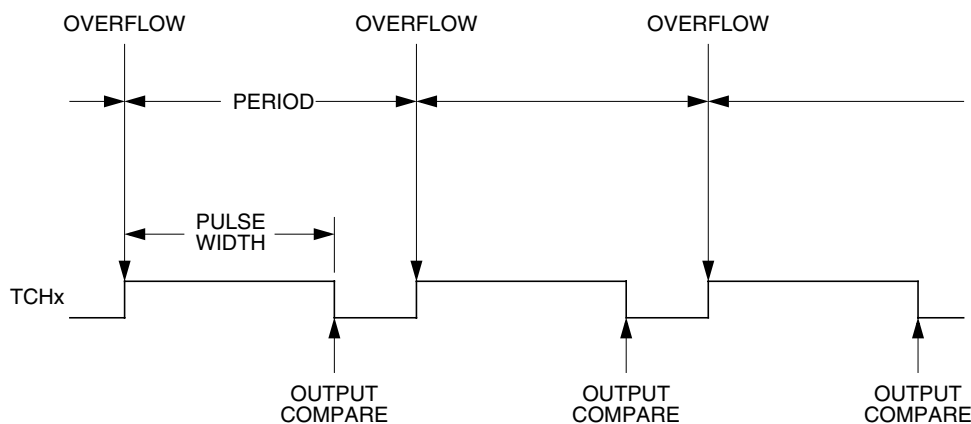 OVERFLOW OVERFLOW OVERFLOW
PERIOD
PULSE
WIDTH
TCHx
OUTPUT
COMPARE
OUTPUT
COMPARE
OUTPUT
COMPARE